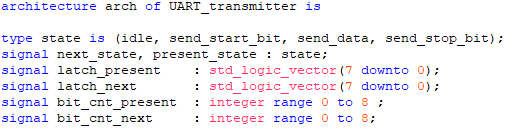 architecture arch of UART_transmitter is
type state is (idle, send_start_bit, send_data, send_stop_bit);
signal next_state, present_state : state;
signal latch_present    : std_logic_vector(7 downto 0);
signal latch_next       : std_logic_vector(7 downto 0);
signal bit_cnt_present  : integer range 0 to 8 ;
signal bit_cnt_next     : integer range 0 to 8;